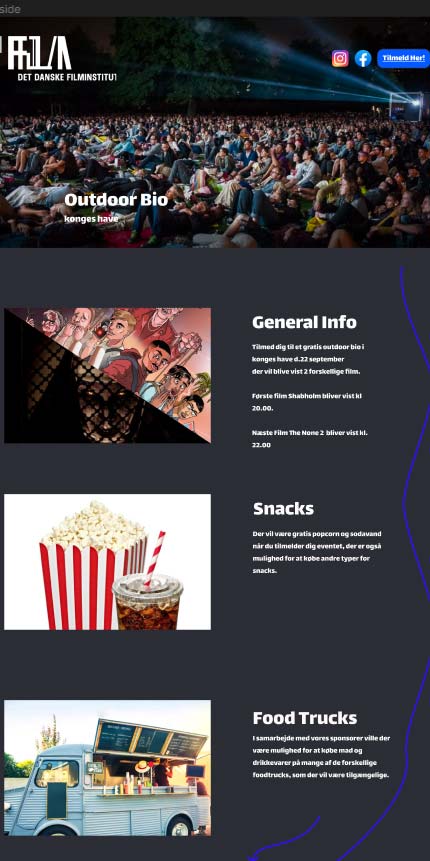 side
DET DANSKE FILMINSTITUT
Tilmeld Her!
Outdoor Bio
konges have
General Info
Tilmed dig til et gratis outdoor bio i
konges have d.22 september
der vil blive vist 2 forskellige film.
Første film Shabholm bliver vist kl
20.00.
Næste Film The None 2 bliver vist kl.
22.00
Snacks
Der vil være gratis popcorn og sodavand
når du tilmelder dig eventet, der er også
mulighed for at købe andre typer for
snacks.
Food Trucks
I samarbejde med vores sponsorer ville der
være mulighed for at købe mad og
drikkevarer på mange af de forskellige
foodtrucks, som der vil være tilgængelige.